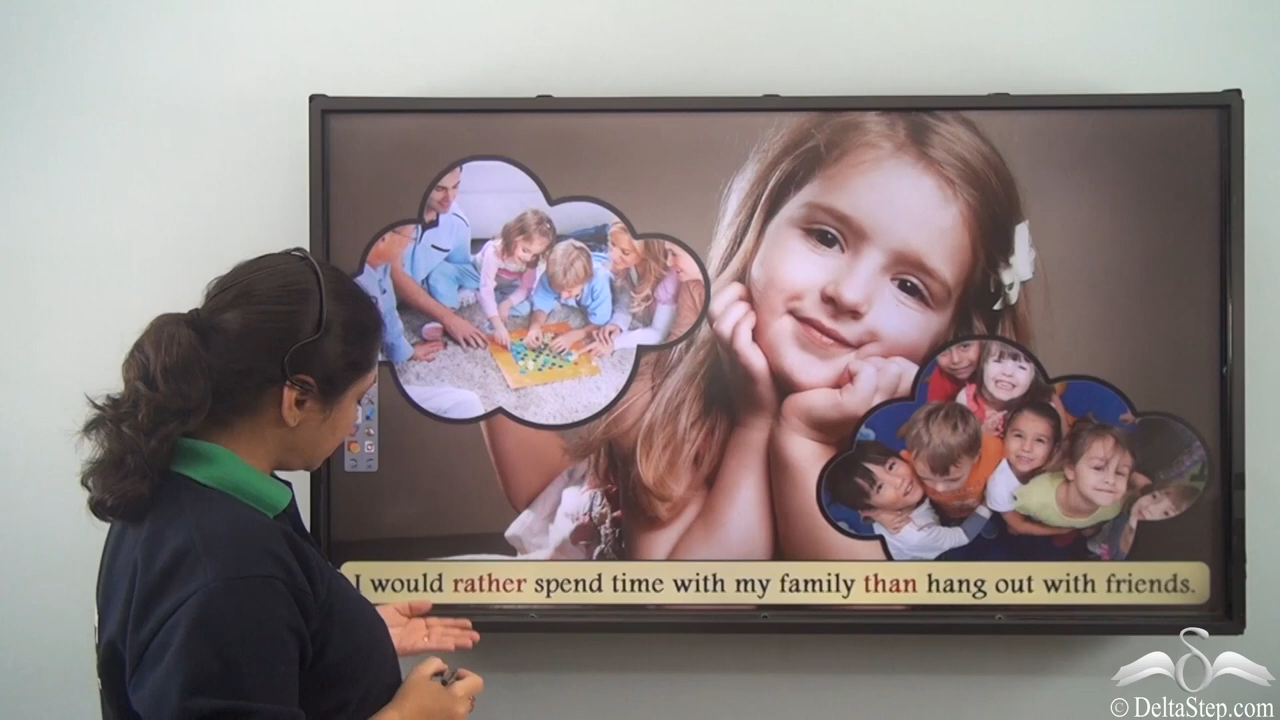 I would rather spend time with my family than hang out with friends.
© DeltaStep.com